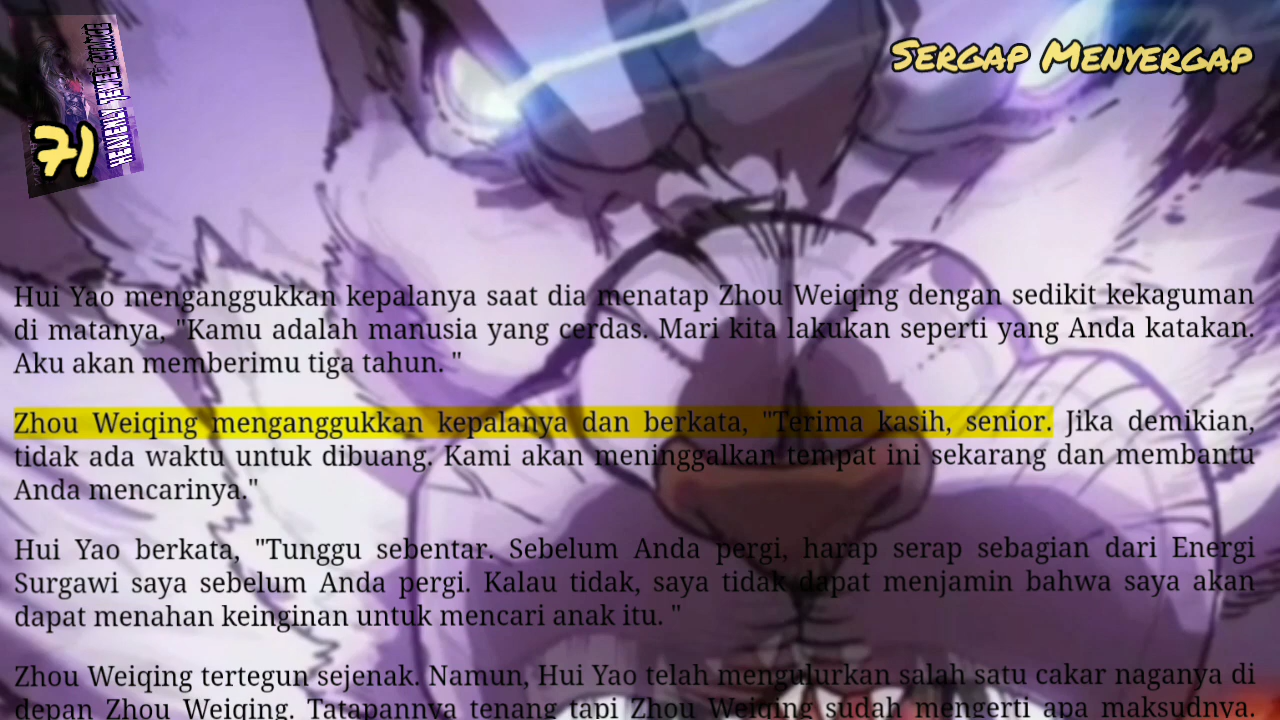 Sergap Menyergap
HEAVENLY JEWEL CHANGE
71
Hui Yao menganggukkan kepalanya saat dia menatap Zhou Weiqing dengan sedikit kekaguman
di matanya, "Kamu adalah manusia yang cerdas. Mari kita lakukan seperti yang Anda katakan.
Aku akan memberimu tiga tahun. "
Zhou Weiqing menganggukkan kepalanya dan berkata, "Terima kasih, senior. Jika demikian,
tidak ada waktu untuk dibuang. Kami akan meninggalkan tempat ini sekarang dan membantu
Anda mencarinya."
Hui Yao berkata, "Tunggu sebentar. Sebelum Anda pergi, harap serap sebagian dari Energi
Surgawi saya sebelum Anda pergi. Kalau tidak, saya tidak dapat menjamin bahwa saya akan
dapat menahan keinginan untuk mencari anak itu. "
Zhou Weiqing tertegun sejenak. Namun, Hui Yao telah mengulurkan salah satu cakar naganya di
depan Zhou Weiqing. Tatapannya tenang tapi Zhou Weiqing sudah mengerti apa maksudnya.